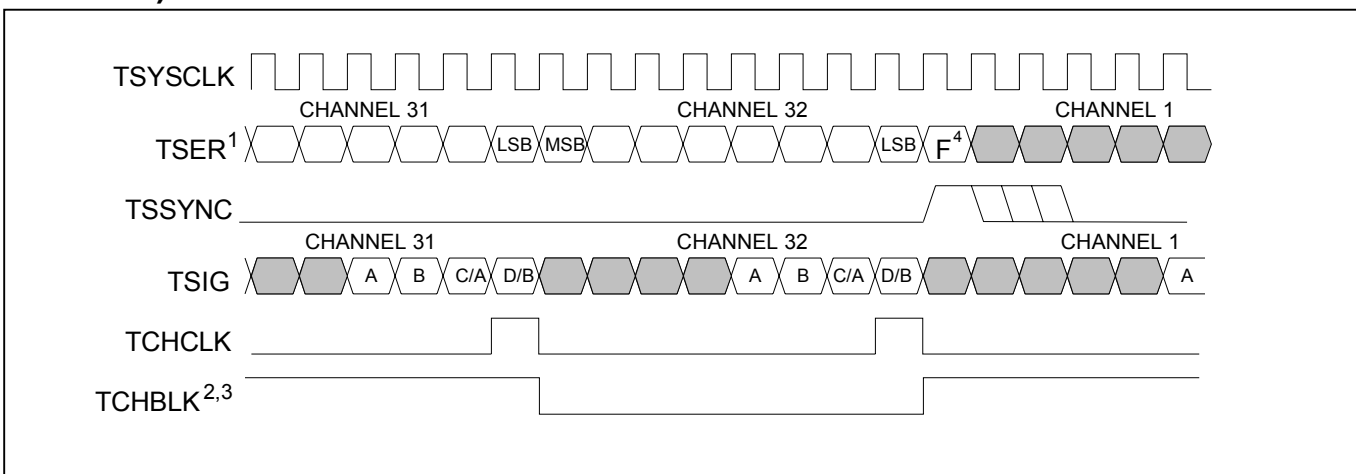 TSYSCLK
CHANNEL 31 CHANNEL 32 CHANNEL 1
TSER1 LSB MSB LSB F4
TSSYNC
CHANNEL 31 CHANNEL 32 CHANNEL 1
TSIG A B C/A D/B A B C/A D/B A
TCHCLK
TCHBLK2,3